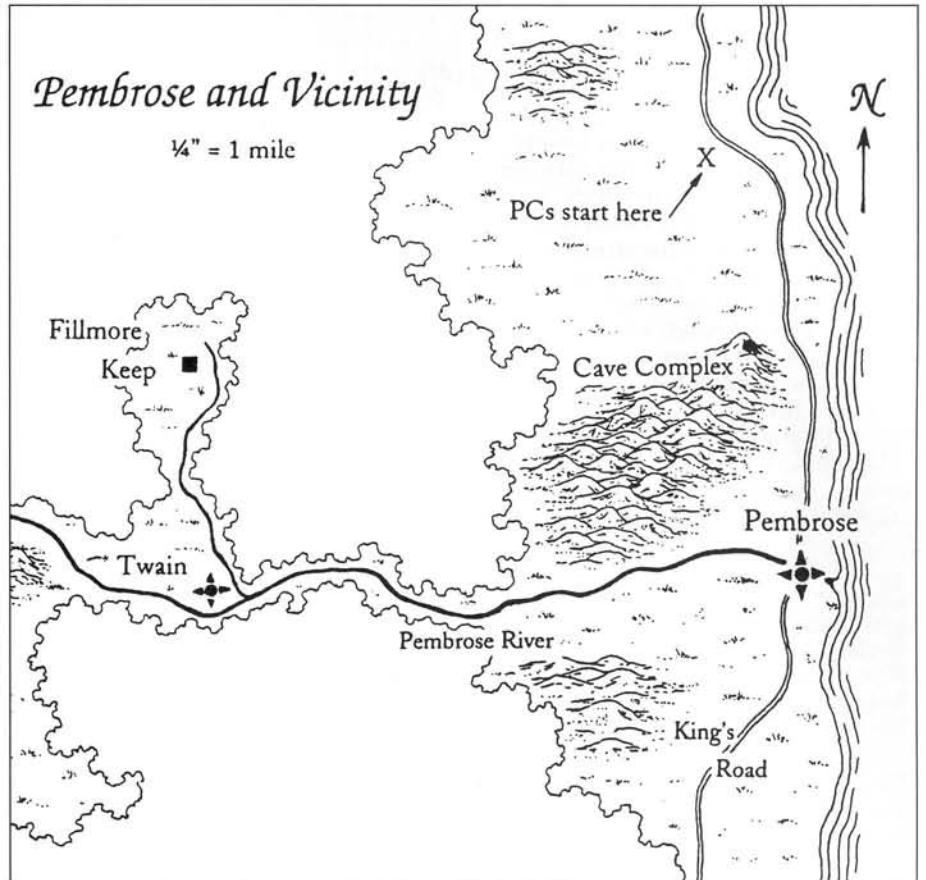 Pembrose and Vicinity
¼" = 1 mile
N
X
PCs start here
Fillmore
Keep
Cave Complex
Pembrose
Twain
Pembrose River
King's
Road